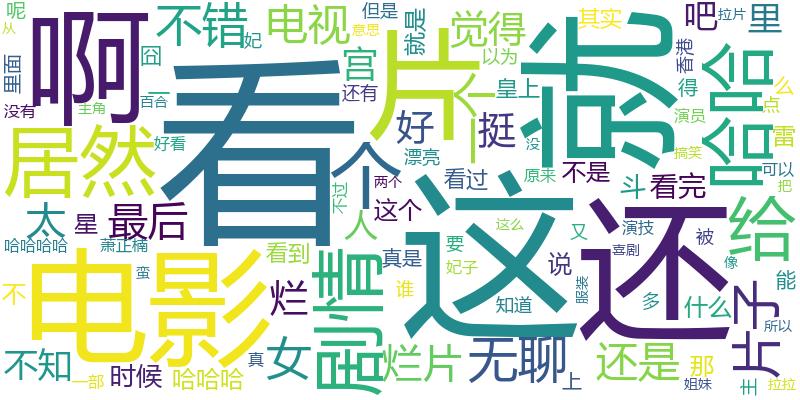 呢
从
里面
没有
啊
囧
一
百合
主角
好看
不错
妃
电视
意思
但是
就是
宫
还有
觉得
以为
皇上
个
挺
好
漂亮
看过
两个
不过
这个
片
就
其实
香港
吧
拉片
里
哈哈
得
演员
搞笑
没
原来
不是
斗
看完
么
点
雷
可以
把
居然
看
个
太
星
最后
哈哈哈哈
萧正楠
蛮
不
人
看到
真是
谁
要
妃子
这
这么
又
知道
说
服装
还
演技
喜剧
被
多
什么
给
像
能
片子
所以
电影
烂
剧情
不知
一部
时候
哈哈哈
真
女
烂片
无聊
上
还是
那
姐妹
主
拉拉